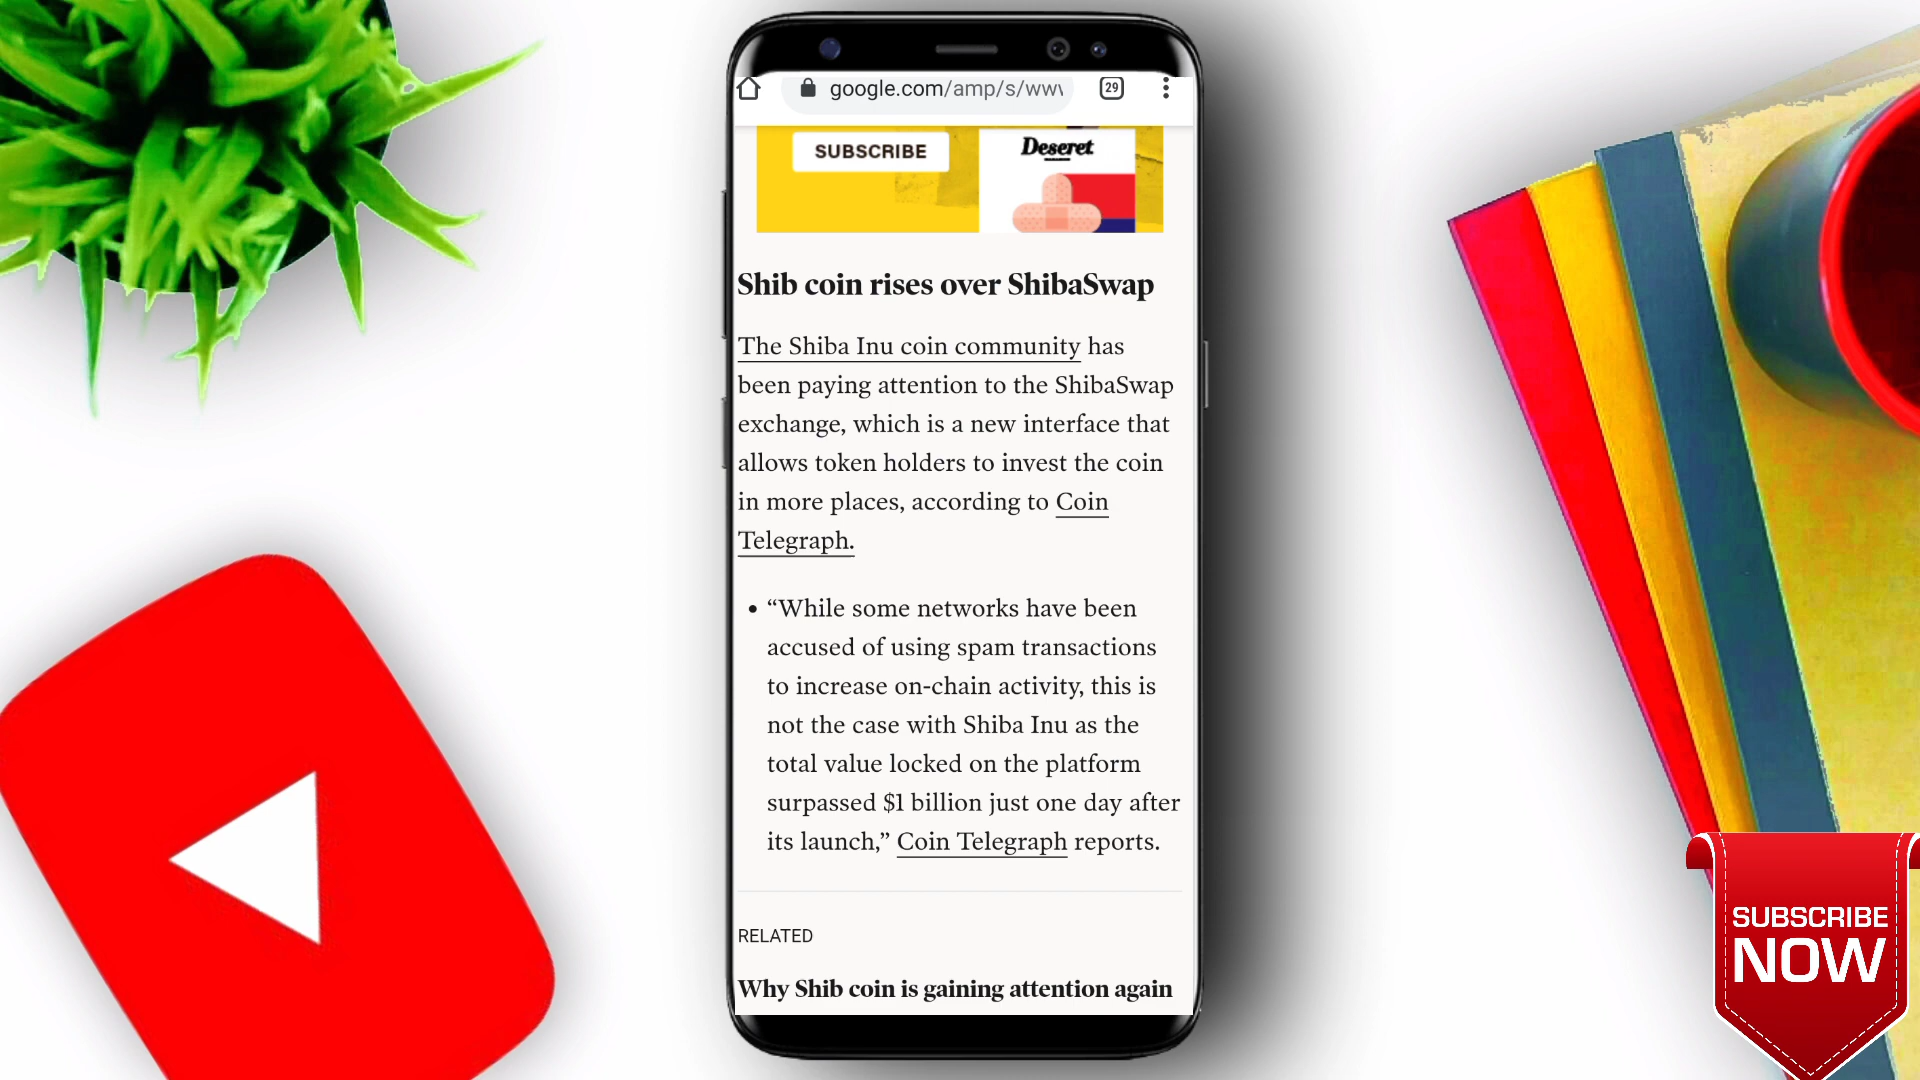 google.com/amp/s/www
29
SUBSCRIBE
Deseret
Shib coin rises over ShibaSwap
The Shiba Inu coin community has
been paying attention to the ShibaSwap
exchange, which is a new interface that
allows token holders to invest the coin
in more places, according to Coin
Telegraph.
• “While some networks have been
accused of using spam transactions
to increase on-chain activity, this is
not the case with Shiba Inu as the
total value locked on the platform
surpassed $1 billion just one day after
its launch,” Coin Telegraph reports.
RELATED
Why Shib coin is gaining attention again
SUBSCRIBE
NOW